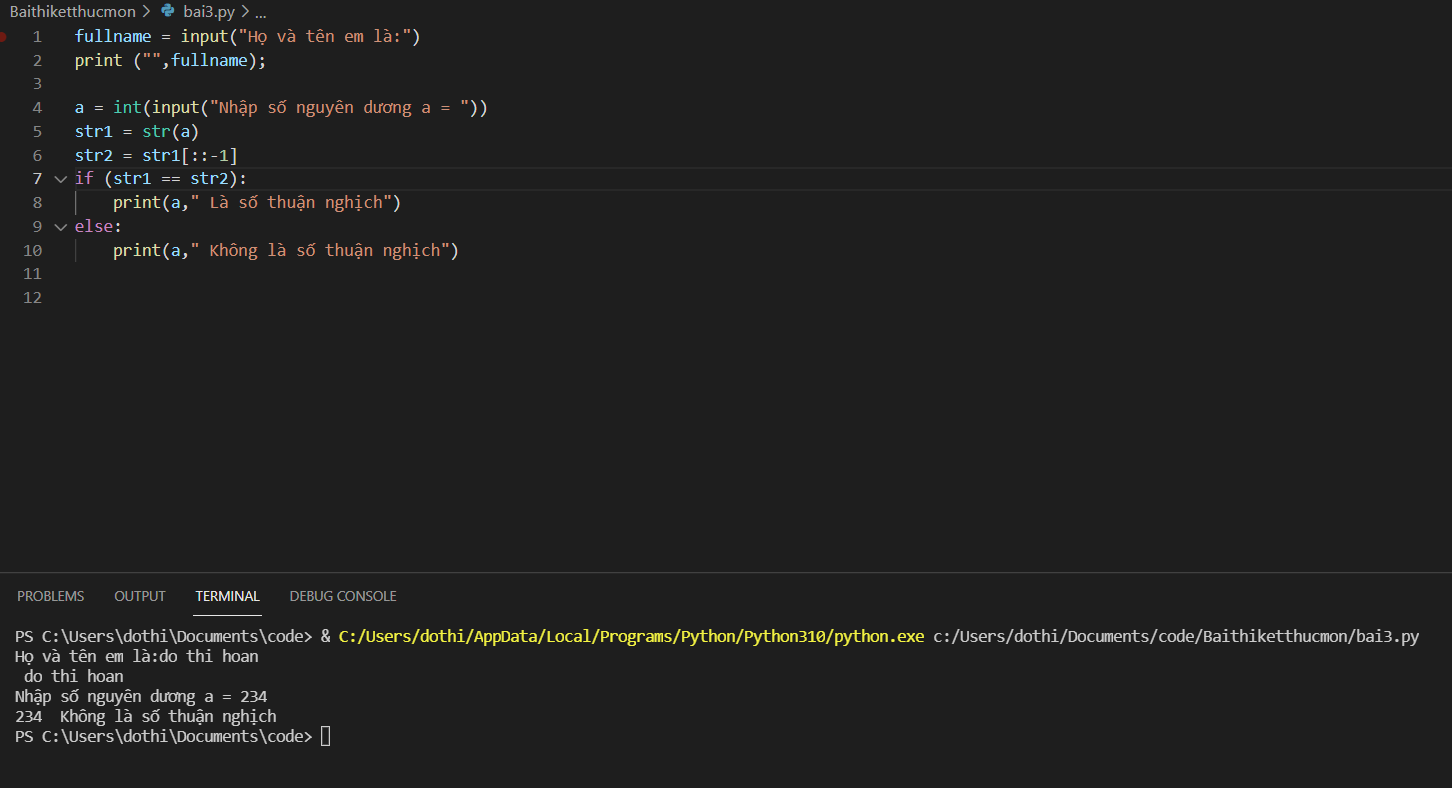 Baithiketthucmon > bai3.py > ...
1 fullname = input("Họ và tên em là:")
2 print ("",fullname);
3
4 a = int(input("Nhập số nguyên dương a = "))
5 str1 = str(a)
6 str2 = str1[::-1]
7 if (str1 == str2):
8     print(a," Là số thuận nghịch")
9 else:
10     print(a," Không là số thuận nghịch")
11
12
PROBLEMS OUTPUT TERMINAL DEBUG CONSOLE
PS C:\Users\dothi\Documents\code> & C:/Users/dothi/AppData/Local/Programs/Python/Python310/python.exe c:/Users/dothi/Documents/code/Baithiketthucmon/bai3.py
Họ và tên em là:do thi hoan
 do thi hoan
Nhập số nguyên dương a = 234
234  Không là số thuận nghịch
PS C:\Users\dothi\Documents\code>